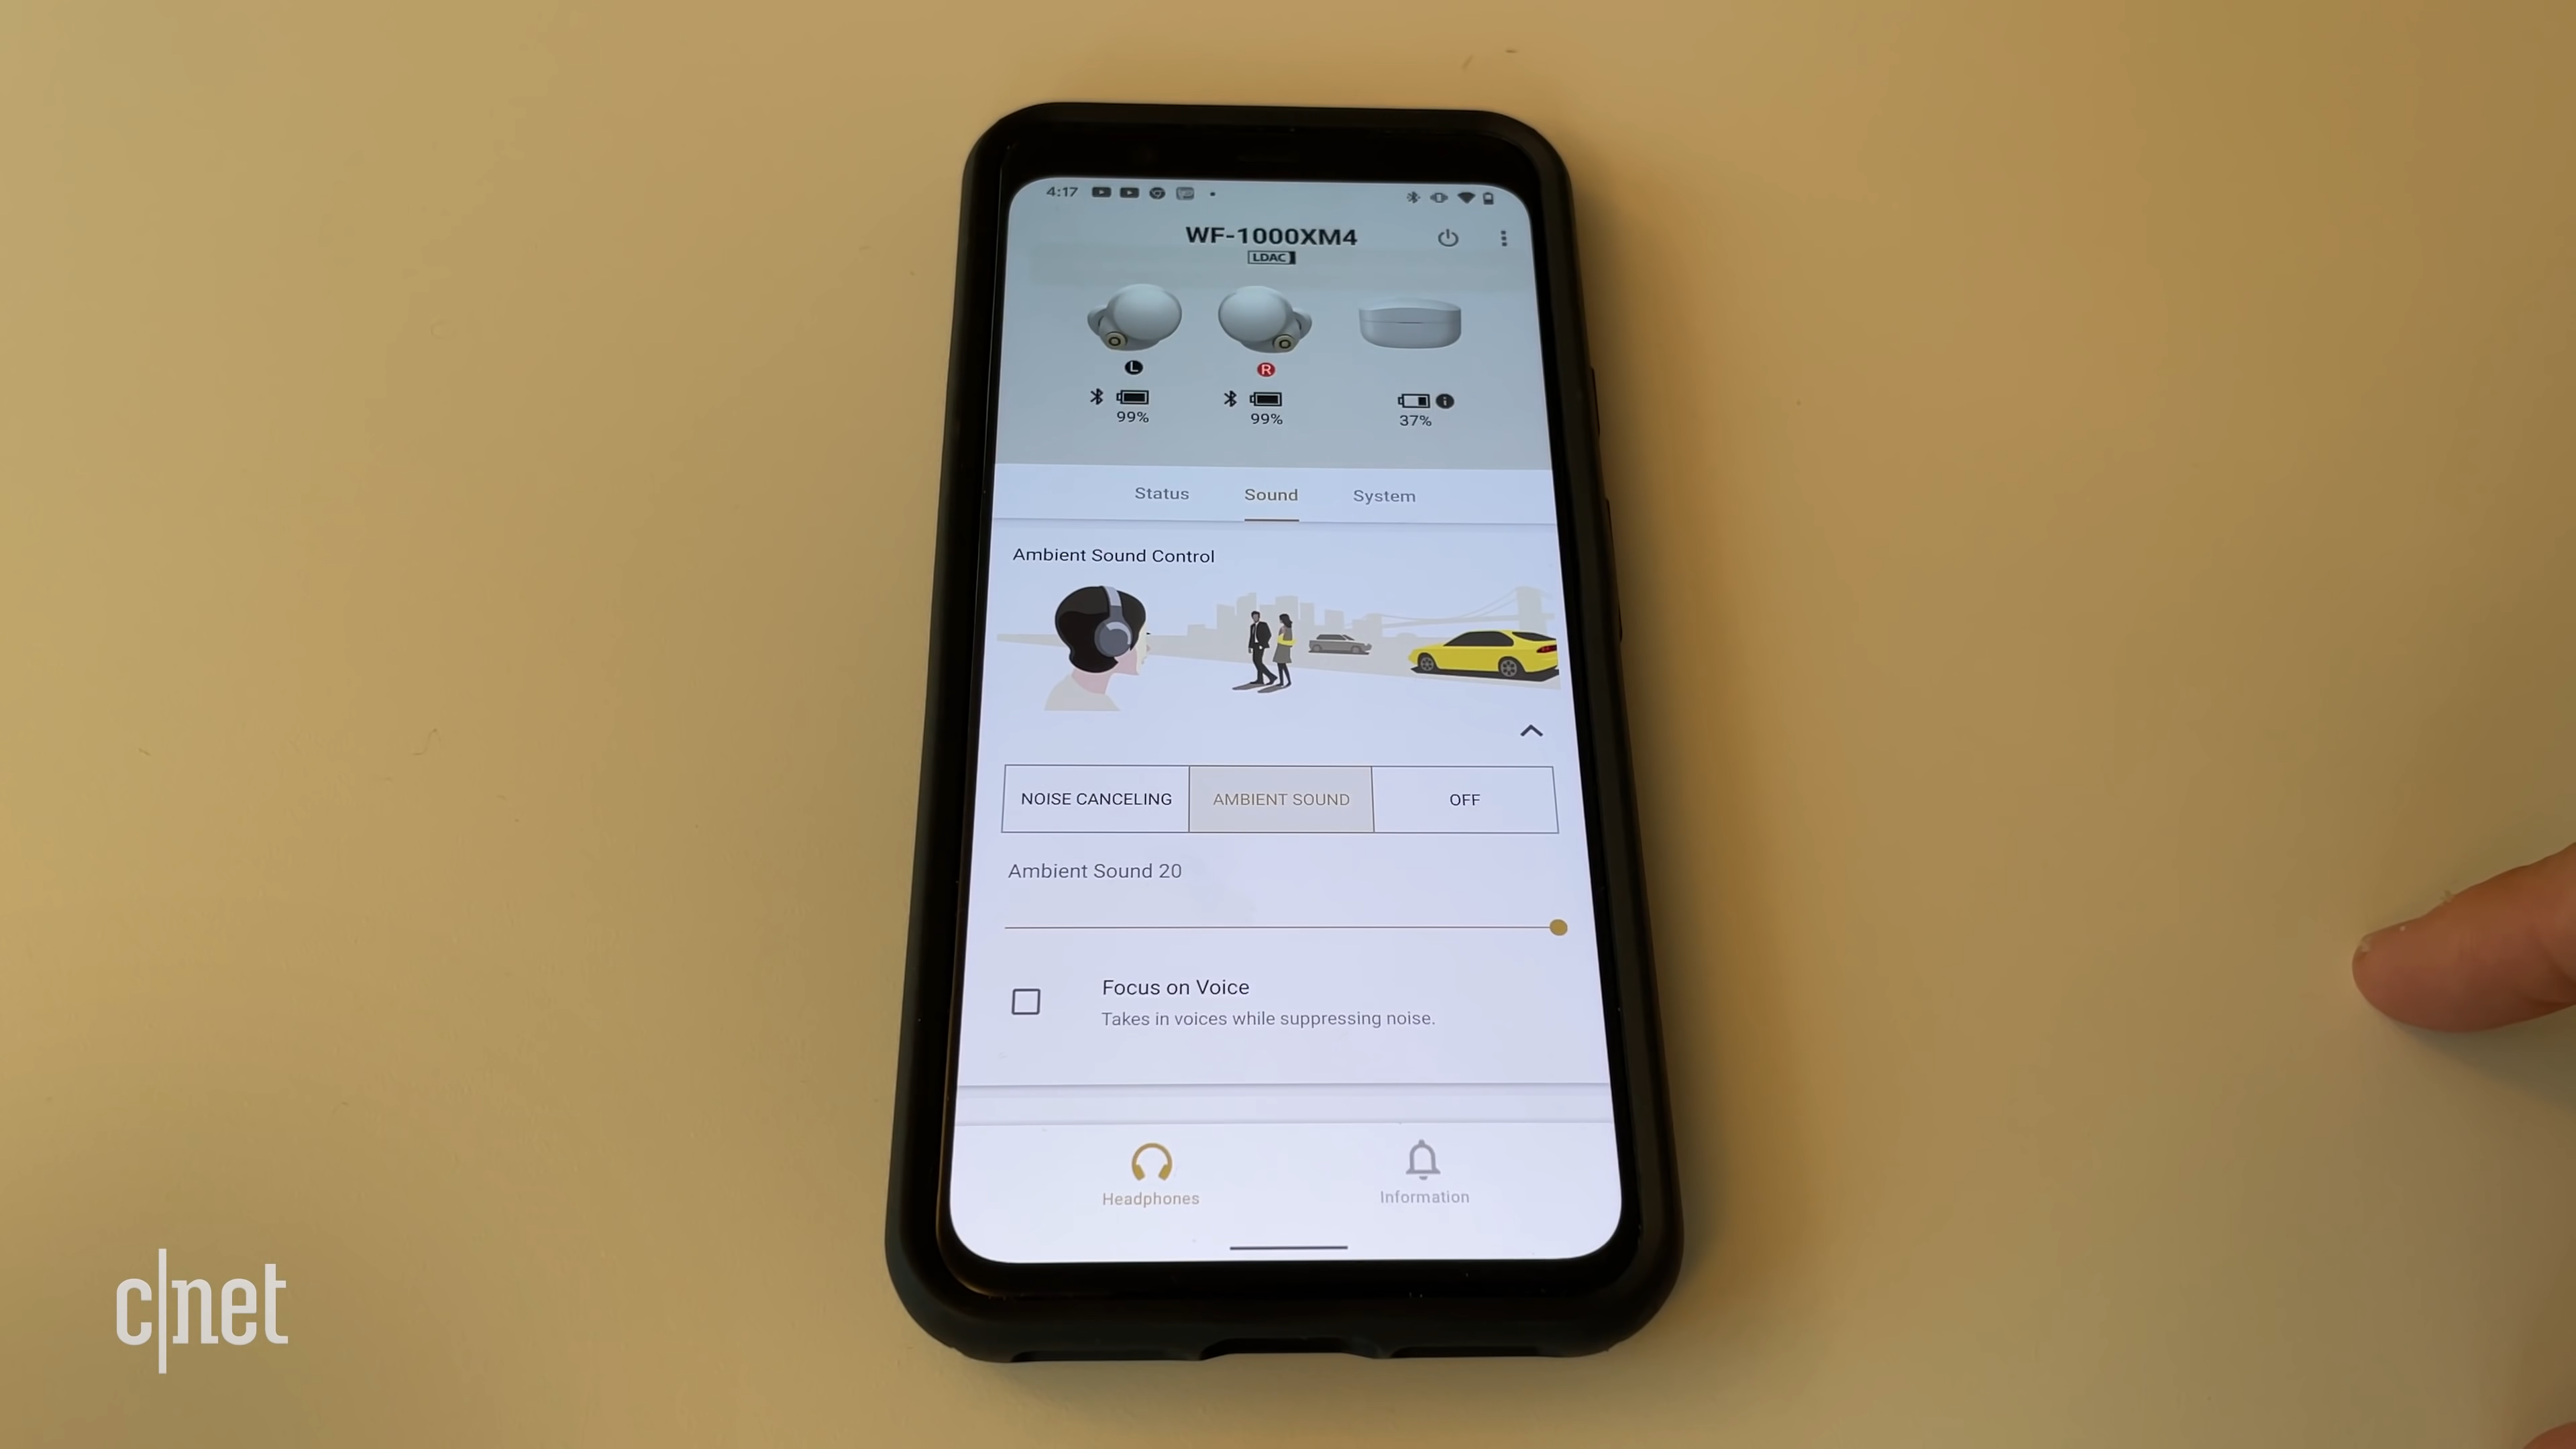 4:17
WF-1000XM4
LDAC
L
R
99%
99%
37%
Status
Sound
System
Ambient Sound Control
NOISE CANCELING
AMBIENT SOUND
OFF
Ambient Sound 20
Focus on Voice
Takes in voices while suppressing noise.
Headphones
Information
c|net